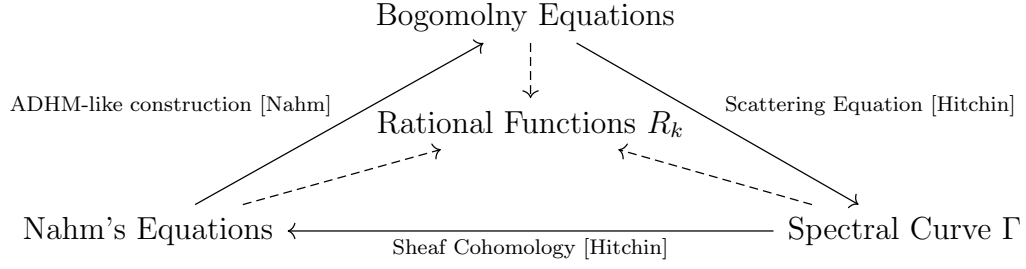 Bogomolny Equations
ADHM-like construction [Nahm]
Scattering Equation [Hitchin]
Rational Functions $R_k$
Nahm's Equations
Sheaf Cohomology [Hitchin]
Spectral Curve Γ